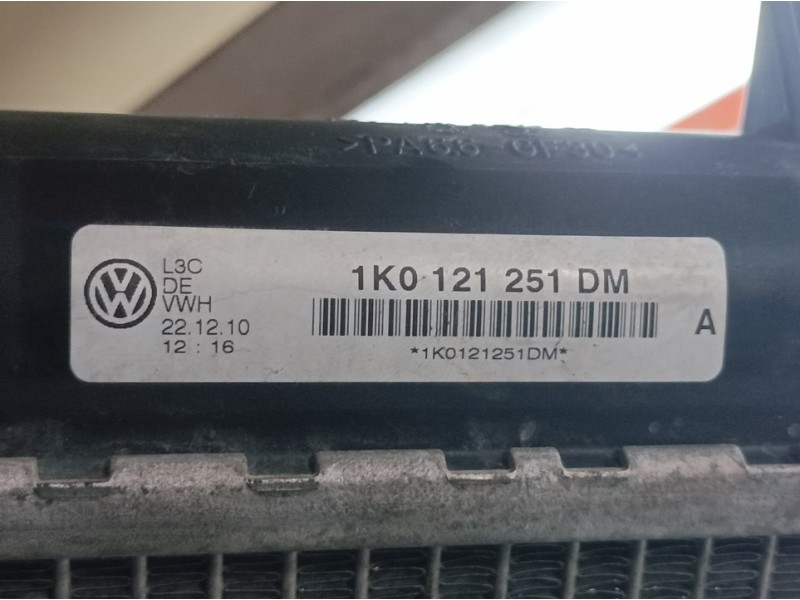 >PA66 GF30<
L3C
DE
VWH
22.12.10
12 : 16
1K0 121 251 DM
*1K0121251DM*
A